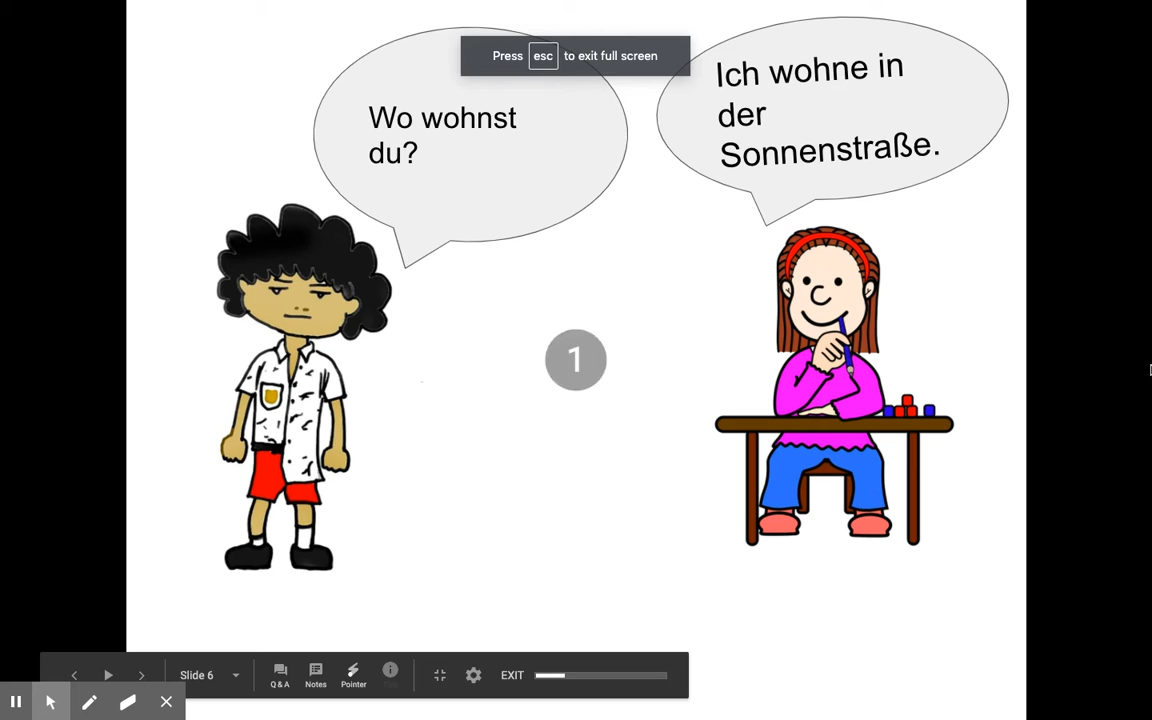 Press esc to exit full screen
Wo wohnst
du?
Ich wohne in
der
Sonnenstraße.
1
Slide 6
Q & A
Notes
Pointer
EXIT